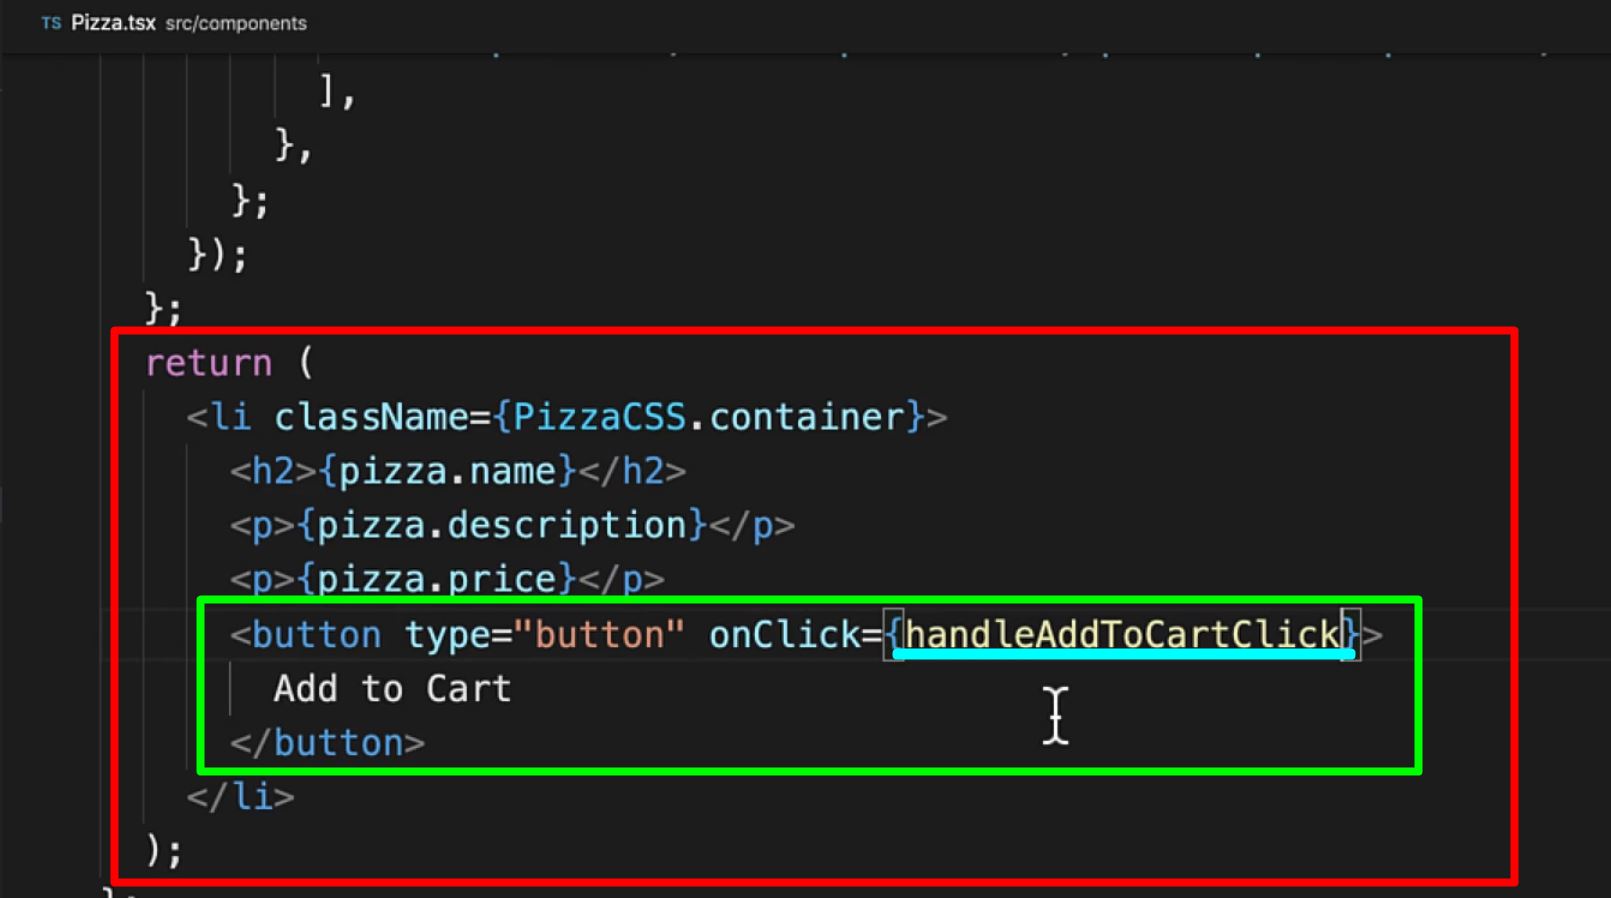 TS Pizza.tsx src/components
],
},
};
});
};
return (
<li className={PizzaCSS.container}>
<h2>{pizza.name}</h2>
<p>{pizza.description}</p>
<p>{pizza.price}</p>
<button type="button" onClick={handleAddToCartClick}>
Add to Cart
</button>
</li>
);